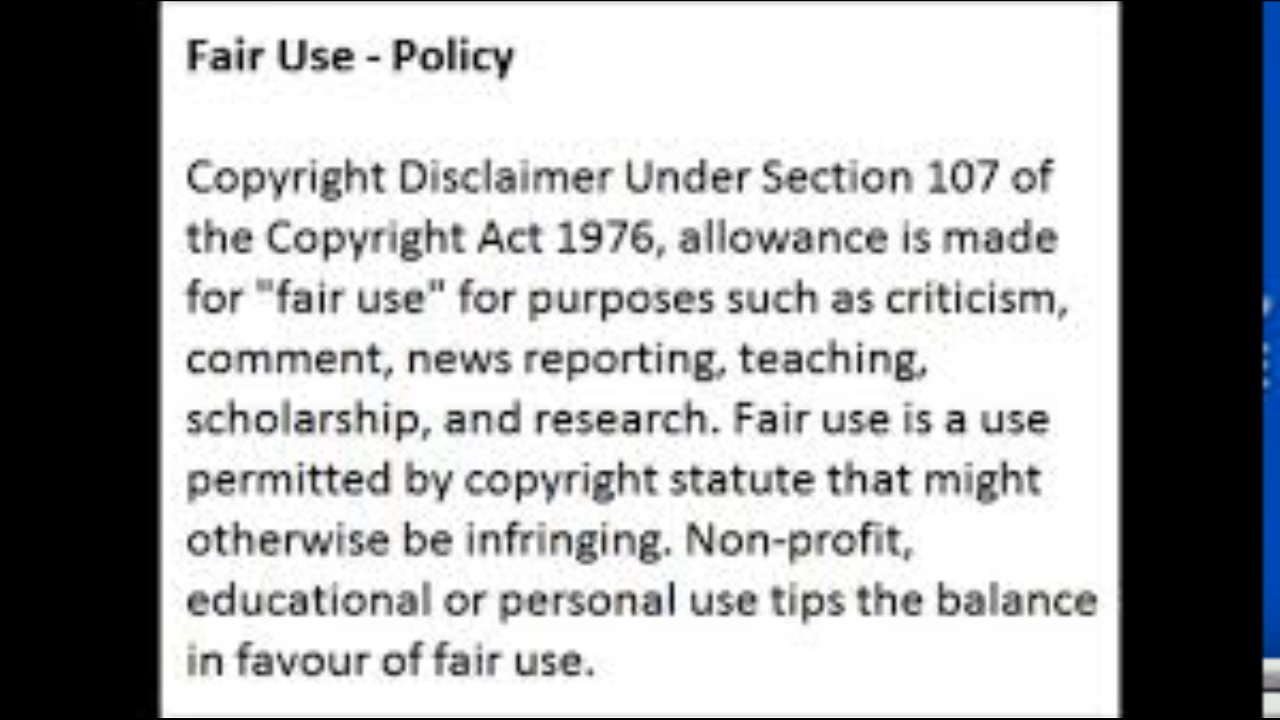 Fair Use - Policy
Copyright Disclaimer Under Section 107 of
the Copyright Act 1976, allowance is made
for "fair use" for purposes such as criticism,
comment, news reporting, teaching,
scholarship, and research. Fair use is a use
permitted by copyright statute that might
otherwise be infringing. Non-profit,
educational or personal use tips the balance
in favour of fair use.